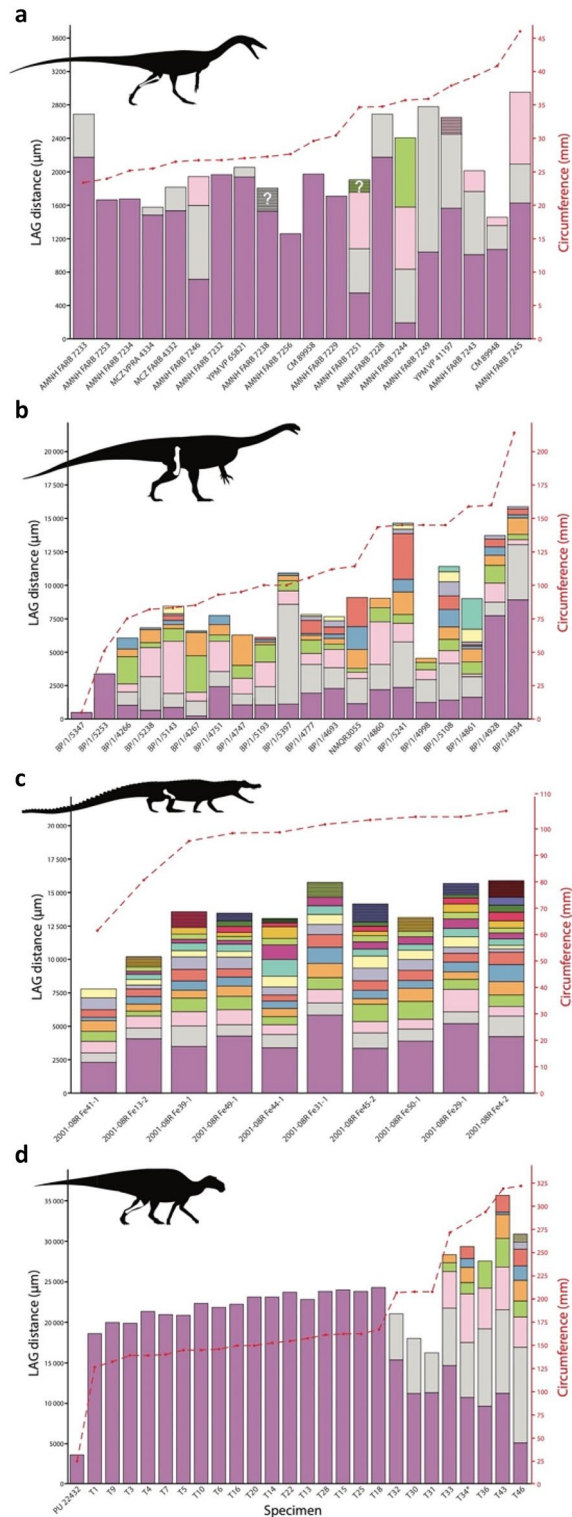 a
LAG distance (µm)
3600
3200
2800
2400
2000
1600
1200
800
400
0
?
?
45
40
35
30
25
20
15
10
5
0
Circumference (mm)
AMNH FARB 7233
AMNH FARB 7253
AMNH FARB 7234
MCZ VPRA 4334
MCZ FARB 4332
AMNH FARB 7246
AMNH FARB 7232
YPM VP 65821
AMNH FARB 7238
AMNH FARB 7256
CM 89958
AMNH FARB 7229
AMNH FARB 7251
AMNH FARB 7228
AMNH FARB 7244
AMNH FARB 7249
YPM VP 41197
AMNH FARB 7243
CM 89948
AMNH FARB 7245
b
LAG distance (µm)
20 000
17 500
15 000
12 500
10 000
7500
5000
2500
0
200
175
150
125
100
75
50
25
0
Circumference (mm)
BP/1/5347
BP/1/5253
BP/1/4266
BP/1/5238
BP/1/5143
BP/1/4267
BP/1/4751
BP/1/4747
BP/1/5193
BP/1/5397
BP/1/4777
BP/1/4693
NMQR3055
BP/1/4860
BP/1/5241
BP/1/4998
BP/1/5108
BP/1/4861
BP/1/4928
BP/1/4934
c
LAG distance (µm)
20 000
17 500
15 000
12 500
10 000
7500
5000
2500
0
110
100
90
80
70
60
50
40
30
20
10
0
Circumference (mm)
2001-08R Fe41-1
2001-08R Fe13-2
2001-08R Fe39-1
2001-08R Fe49-1
2001-08R Fe44-1
2001-08R Fe31-1
2001-08R Fe45-2
2001-08R Fe50-1
2001-08R Fe29-1
2001-08R Fe4-2
d
LAG distance (µm)
35 000
30 000
25 000
20 000
15 000
10 000
5000
0
325
300
275
250
225
200
175
150
125
100
75
50
25
0
Circumference (mm)
PU 22432
T1
T9
T3
T4
T7
T5
T10
T6
T16
T20
T14
T22
T13
T28
T15
T25
T18
T32
T30
T31
T33
T34*
T36
T43
T46
Specimen